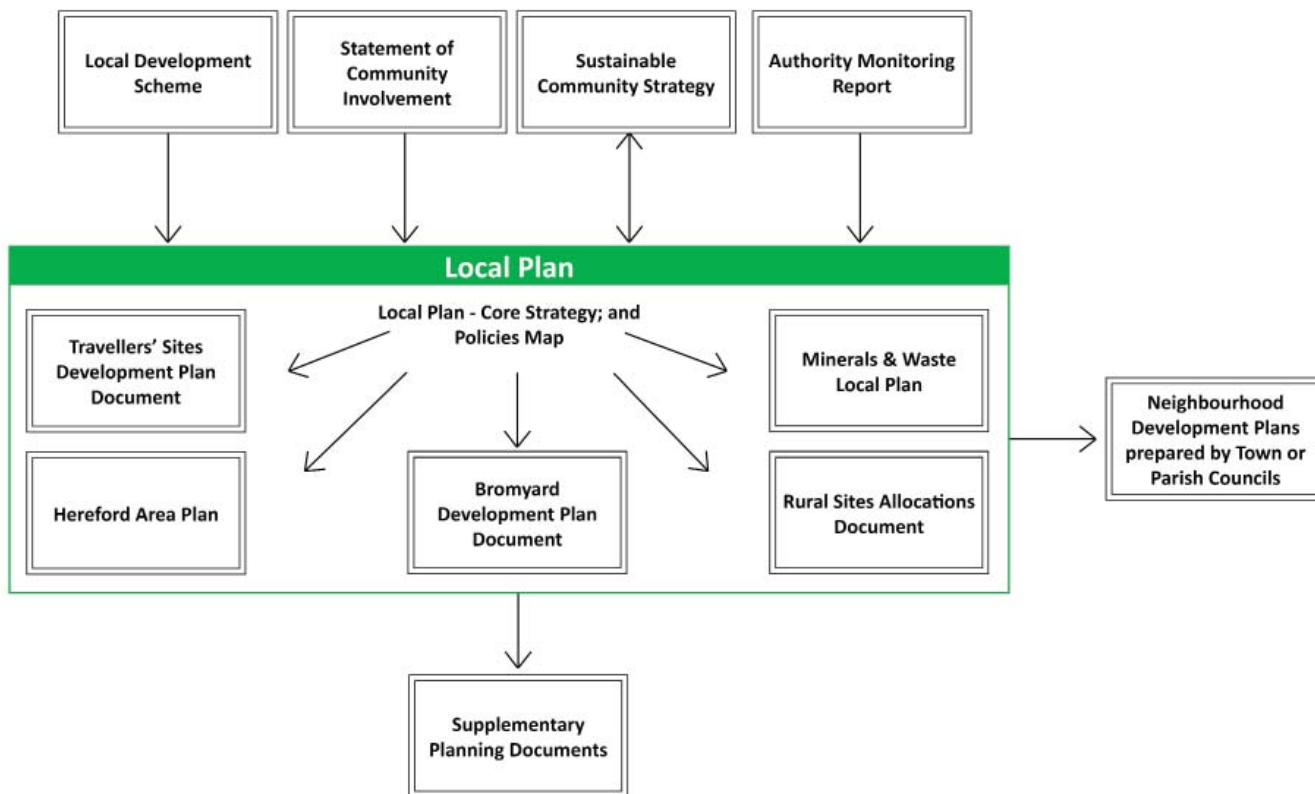 Local Development
Scheme
Statement of
Community
Involvement
Sustainable
Community Strategy
Authority Monitoring
Report
Local Plan
Local Plan - Core Strategy; and
Policies Map
Travellers' Sites
Development Plan
Document
Minerals & Waste
Local Plan
Hereford Area Plan
Bromyard
Development Plan
Document
Rural Sites Allocations
Document
Neighbourhood
Development Plans
prepared by Town or
Parish Councils
Supplementary
Planning Documents